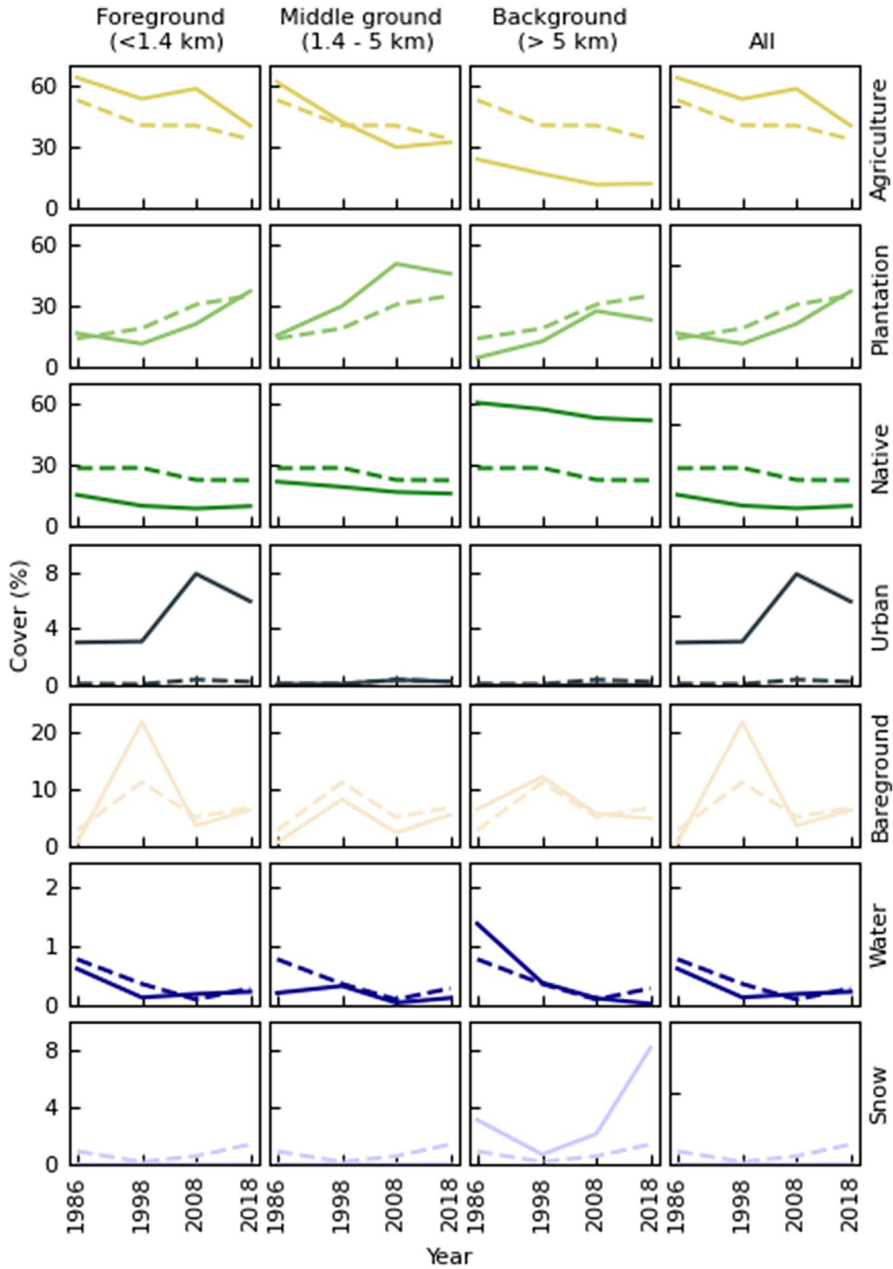 Foreground
(<1.4 km)
Middle ground
(1.4 - 5 km)
Background
(> 5 km)
All
60
30
0
Agriculture
60
30
0
Plantation
60
30
0
Native
8
4
0
Urban
Cover (%)
20
10
0
Bareground
2
1
0
Water
8
4
0
Snow
1986
1998
2008
2018
1986
1998
2008
2018
1986
1998
2008
2018
1986
1998
2008
2018
Year